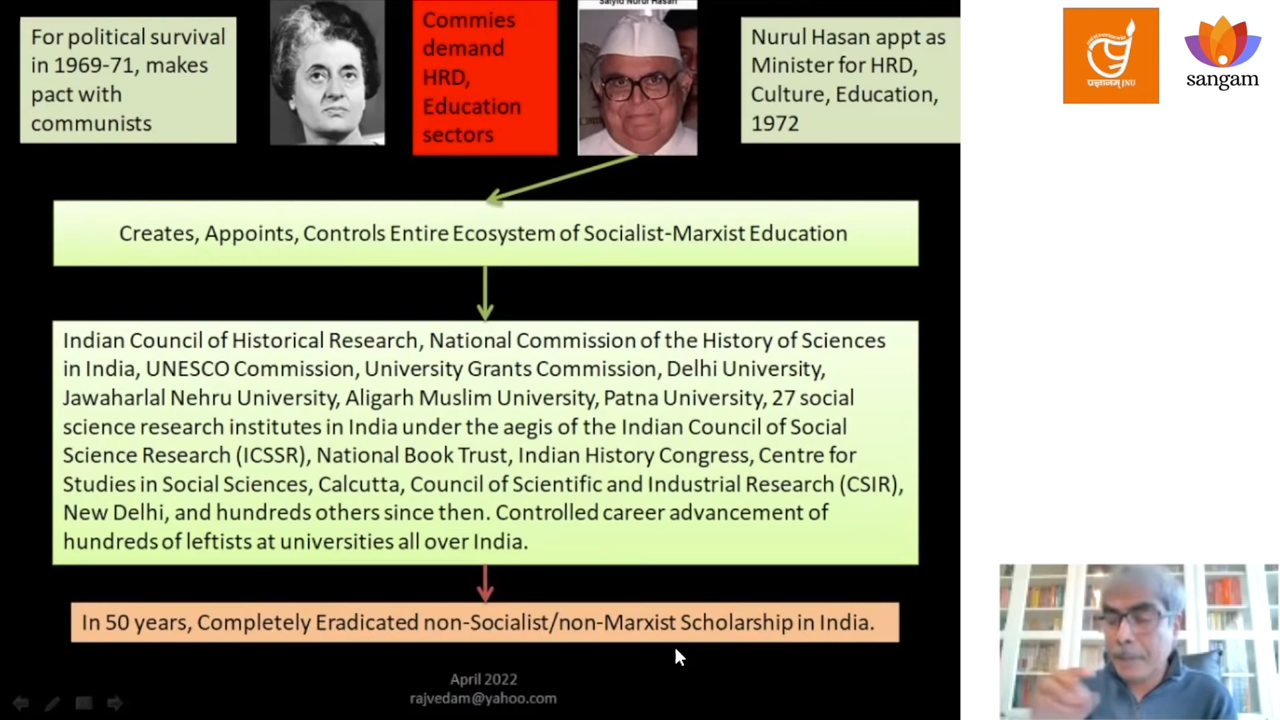 For political survival
in 1969-71, makes
pact with
communists
Commies
demand
HRD,
Education
sectors
Saiyid Nurul Hasan
Nurul Hasan appt as
Minister for HRD,
Culture, Education,
1972
JNU
sangam
Creates, Appoints, Controls Entire Ecosystem of Socialist-Marxist Education
Indian Council of Historical Research, National Commission of the History of Sciences
in India, UNESCO Commission, University Grants Commission, Delhi University,
Jawaharlal Nehru University, Aligarh Muslim University, Patna University, 27 social
science research institutes in India under the aegis of the Indian Council of Social
Science Research (ICSSR), National Book Trust, Indian History Congress, Centre for
Studies in Social Sciences, Calcutta, Council of Scientific and Industrial Research (CSIR),
New Delhi, and hundreds others since then. Controlled career advancement of
hundreds of leftists at universities all over India.
In 50 years, Completely Eradicated non-Socialist/non-Marxist Scholarship in India.
April 2022
rajvedam@yahoo.com